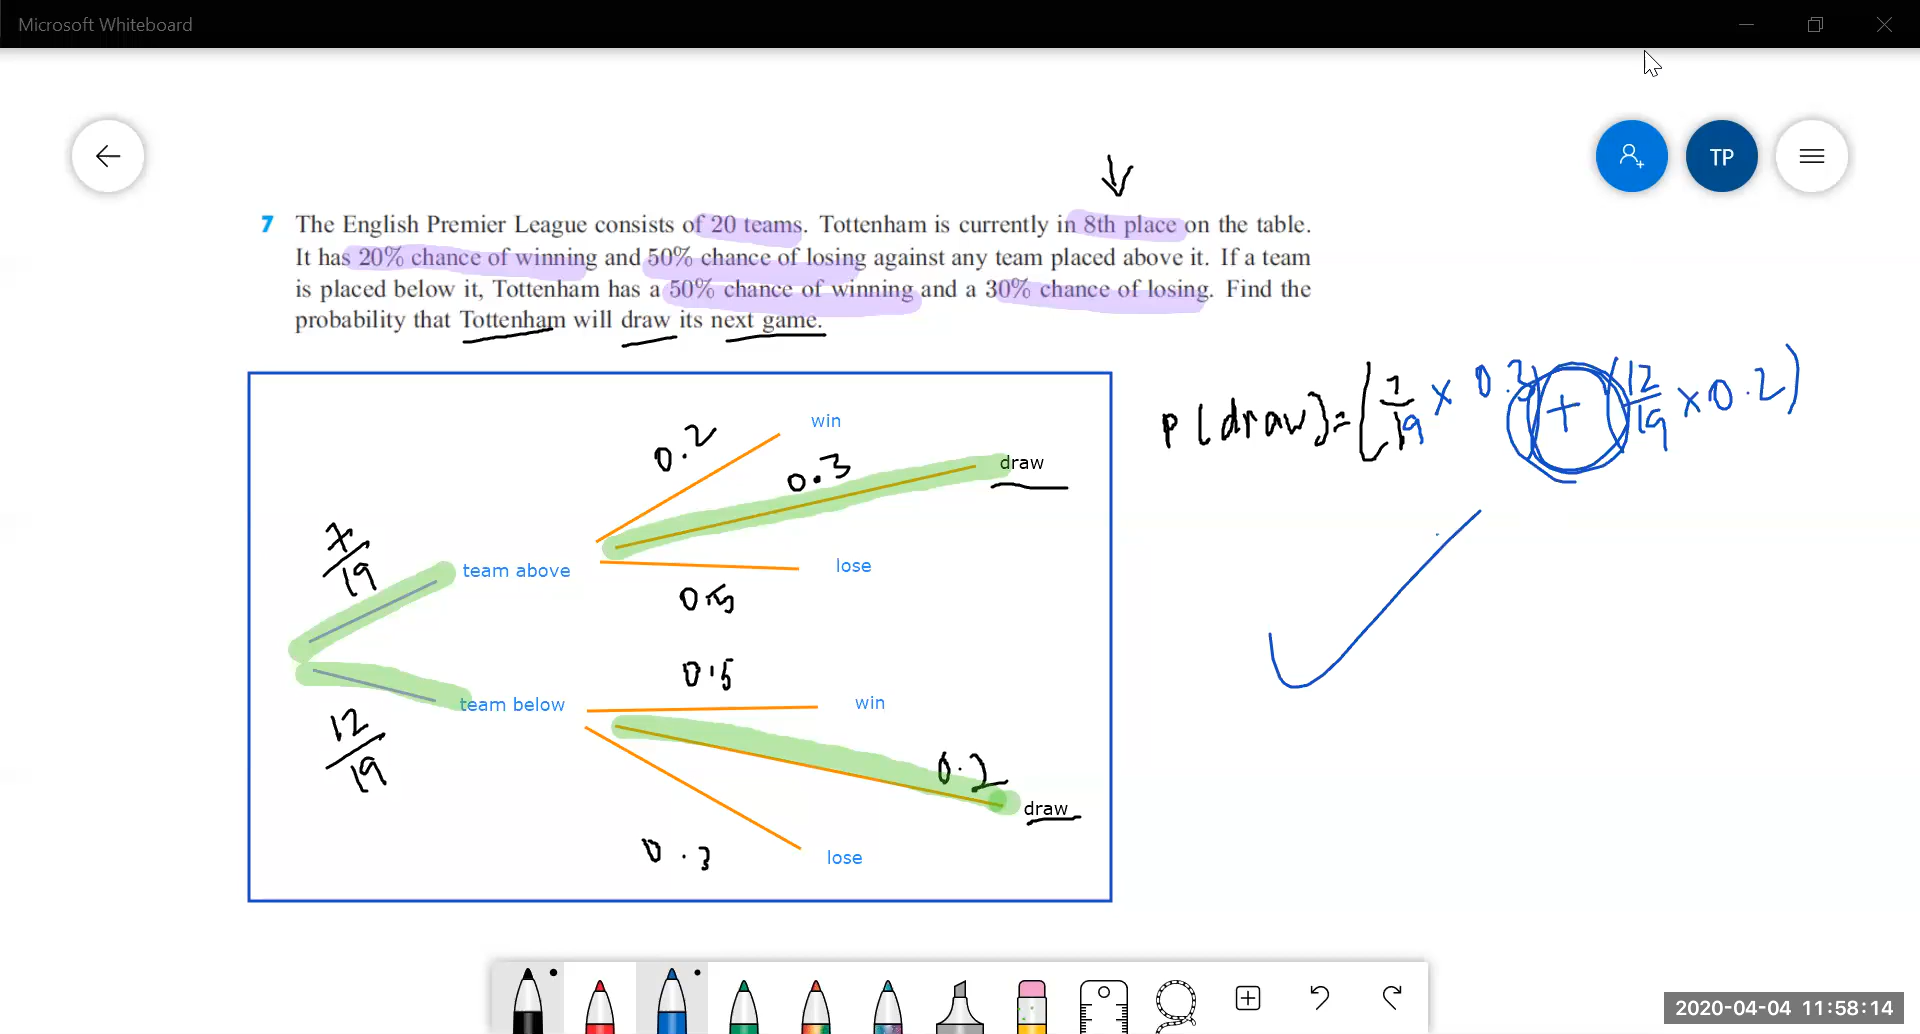 Microsoft Whiteboard
TP
7 The English Premier League consists of 20 teams. Tottenham is currently in 8th place on the table.
It has 20% chance of winning and 50% chance of losing against any team placed above it. If a team
is placed below it, Tottenham has a 50% chance of winning and a 30% chance of losing. Find the
probability that Tottenham will draw its next game.
P(draw) = (7/19 × 0.3) + (12/19 × 0.2)
win
0.2
0.3
draw
7/19
team above
lose
0.5
0.5
team below
win
12/19
0.2
draw
0.3
lose
2020-04-04 11:58:14